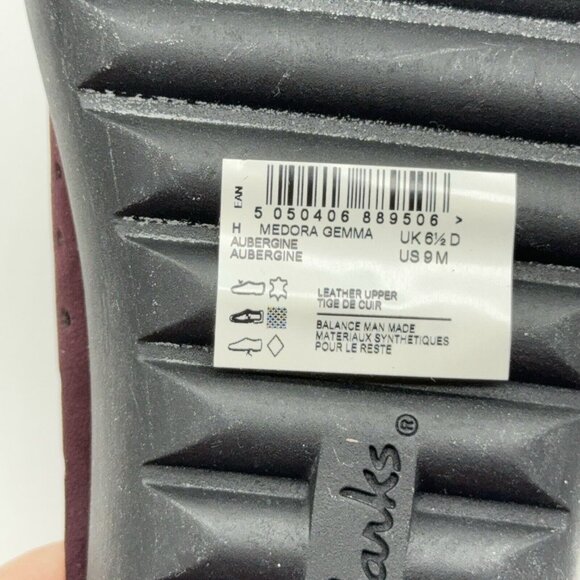 EAN
5 050406 889506 >
H MEDORA GEMMA UK 6½ D
AUBERGINE US 9 M
AUBERGINE
LEATHER UPPER
TIGE DE CUIR
BALANCE MAN MADE
MATERIAUX SYNTHETIQUES
POUR LE RESTE
larks®